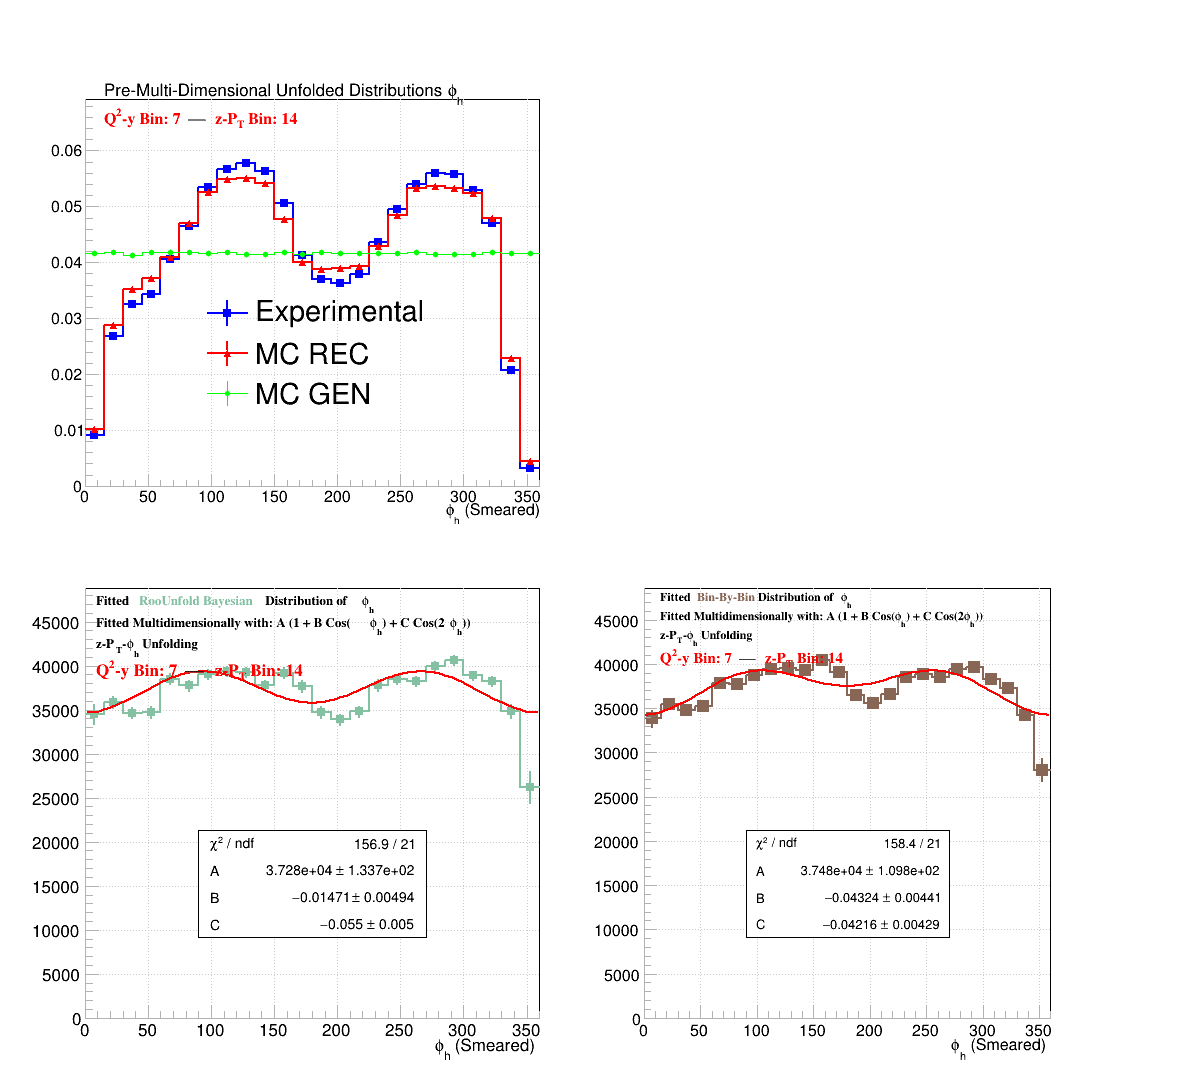 Pre-Multi-Dimensional Unfolded Distributions ϕh
Q2-y Bin: 7 — z-PT Bin: 14
0.06
0.05
0.04
0.03
0.02
0.01
0
Experimental
MC REC
MC GEN
0 50 100 150 200 250 300 350
ϕh (Smeared)
Fitted RooUnfold Bayesian Distribution of ϕh
Fitted Multidimensionally with: A (1 + B Cos( ϕh) + C Cos(2 ϕh))
z-PT-ϕh Unfolding
Q2-y Bin: 7 — z-PT Bin: 14
45000
40000
35000
30000
25000
20000
15000
10000
5000
0
χ2 / ndf 156.9 / 21
A 3.728e+04 ± 1.337e+02
B −0.01471 ± 0.00494
C −0.055 ± 0.005
0 50 100 150 200 250 300 350
ϕh (Smeared)
Fitted Bin-By-Bin Distribution of ϕh
Fitted Multidimensionally with: A (1 + B Cos(ϕh) + C Cos(2ϕh))
z-PT-ϕh Unfolding
Q2-y Bin: 7 — z-PT Bin: 14
45000
40000
35000
30000
25000
20000
15000
10000
5000
0
χ2 / ndf 158.4 / 21
A 3.748e+04 ± 1.098e+02
B −0.04324 ± 0.00441
C −0.04216 ± 0.00429
0 50 100 150 200 250 300 350
ϕh (Smeared)